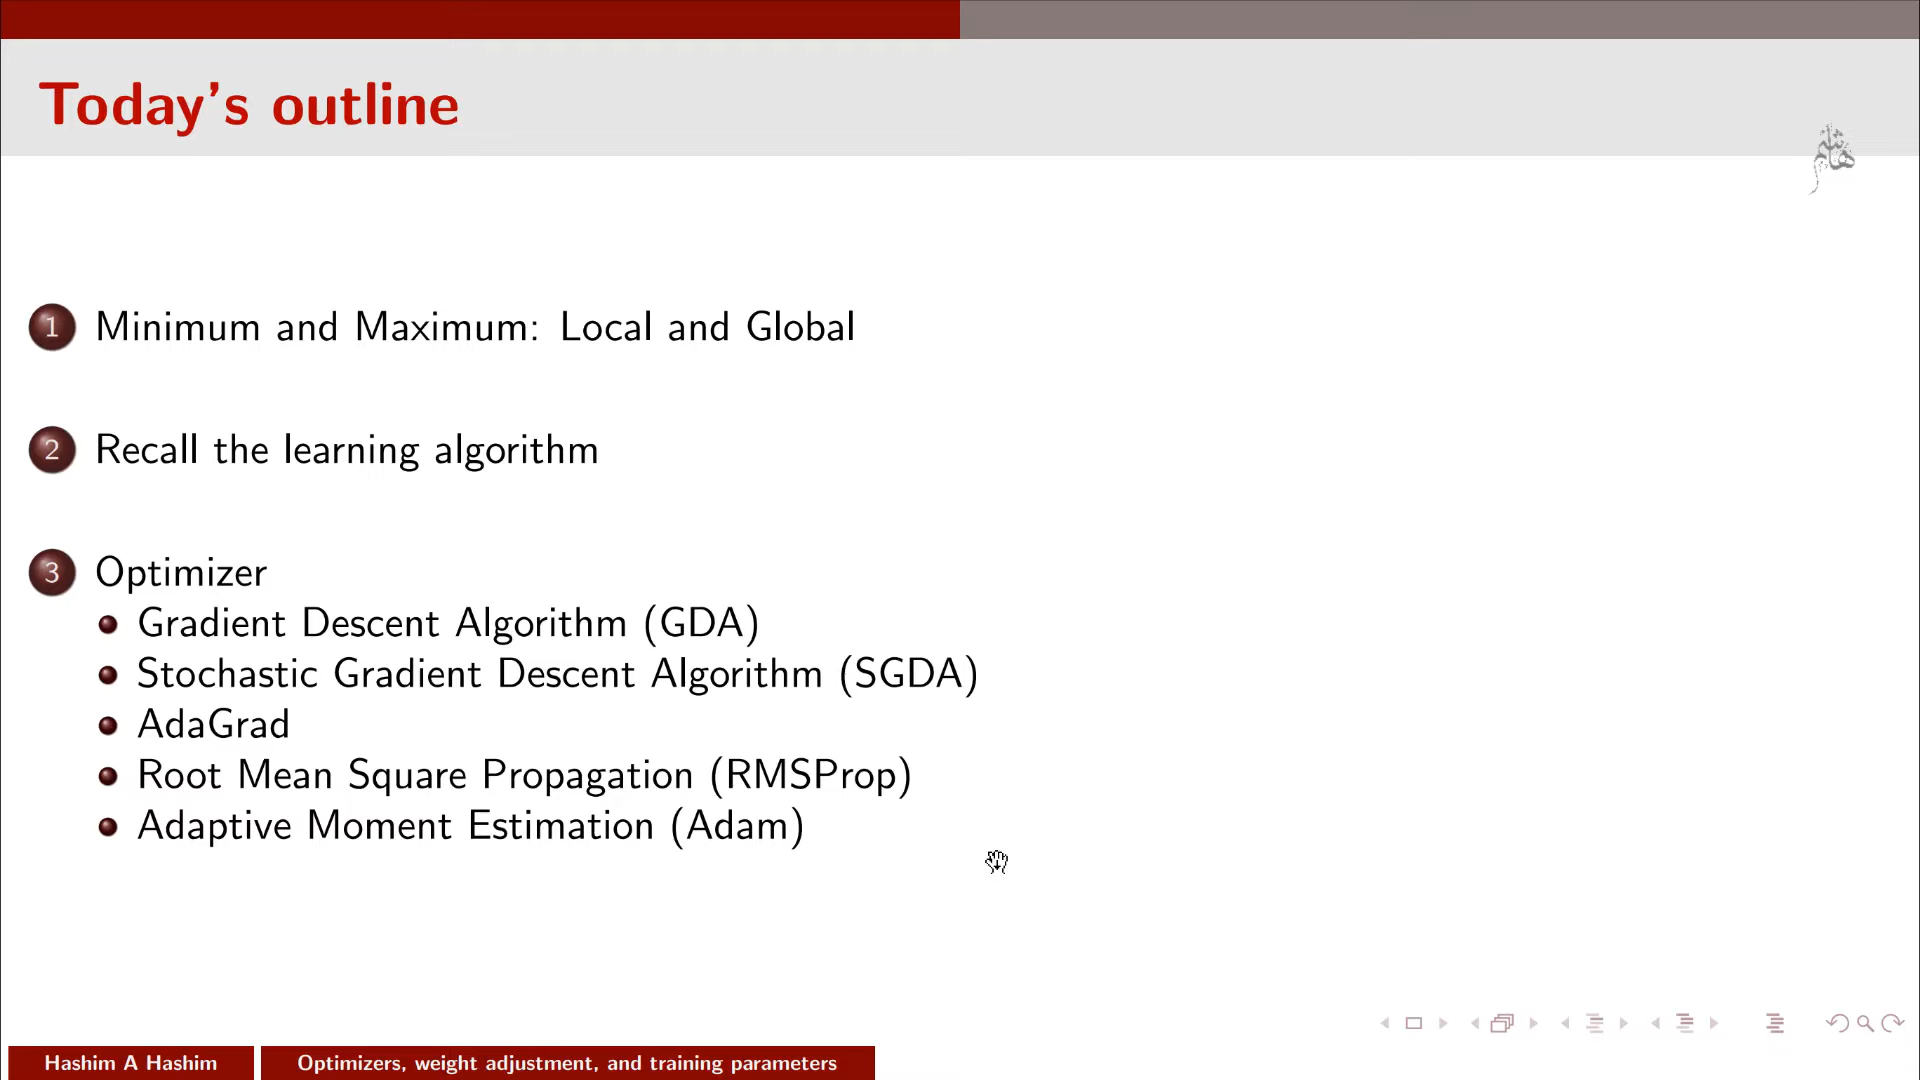 Today's outline
هاشم
1 Minimum and Maximum: Local and Global
2 Recall the learning algorithm
3 Optimizer
Gradient Descent Algorithm (GDA)
Stochastic Gradient Descent Algorithm (SGDA)
AdaGrad
Root Mean Square Propagation (RMSProp)
Adaptive Moment Estimation (Adam)
Hashim A Hashim
Optimizers, weight adjustment, and training parameters